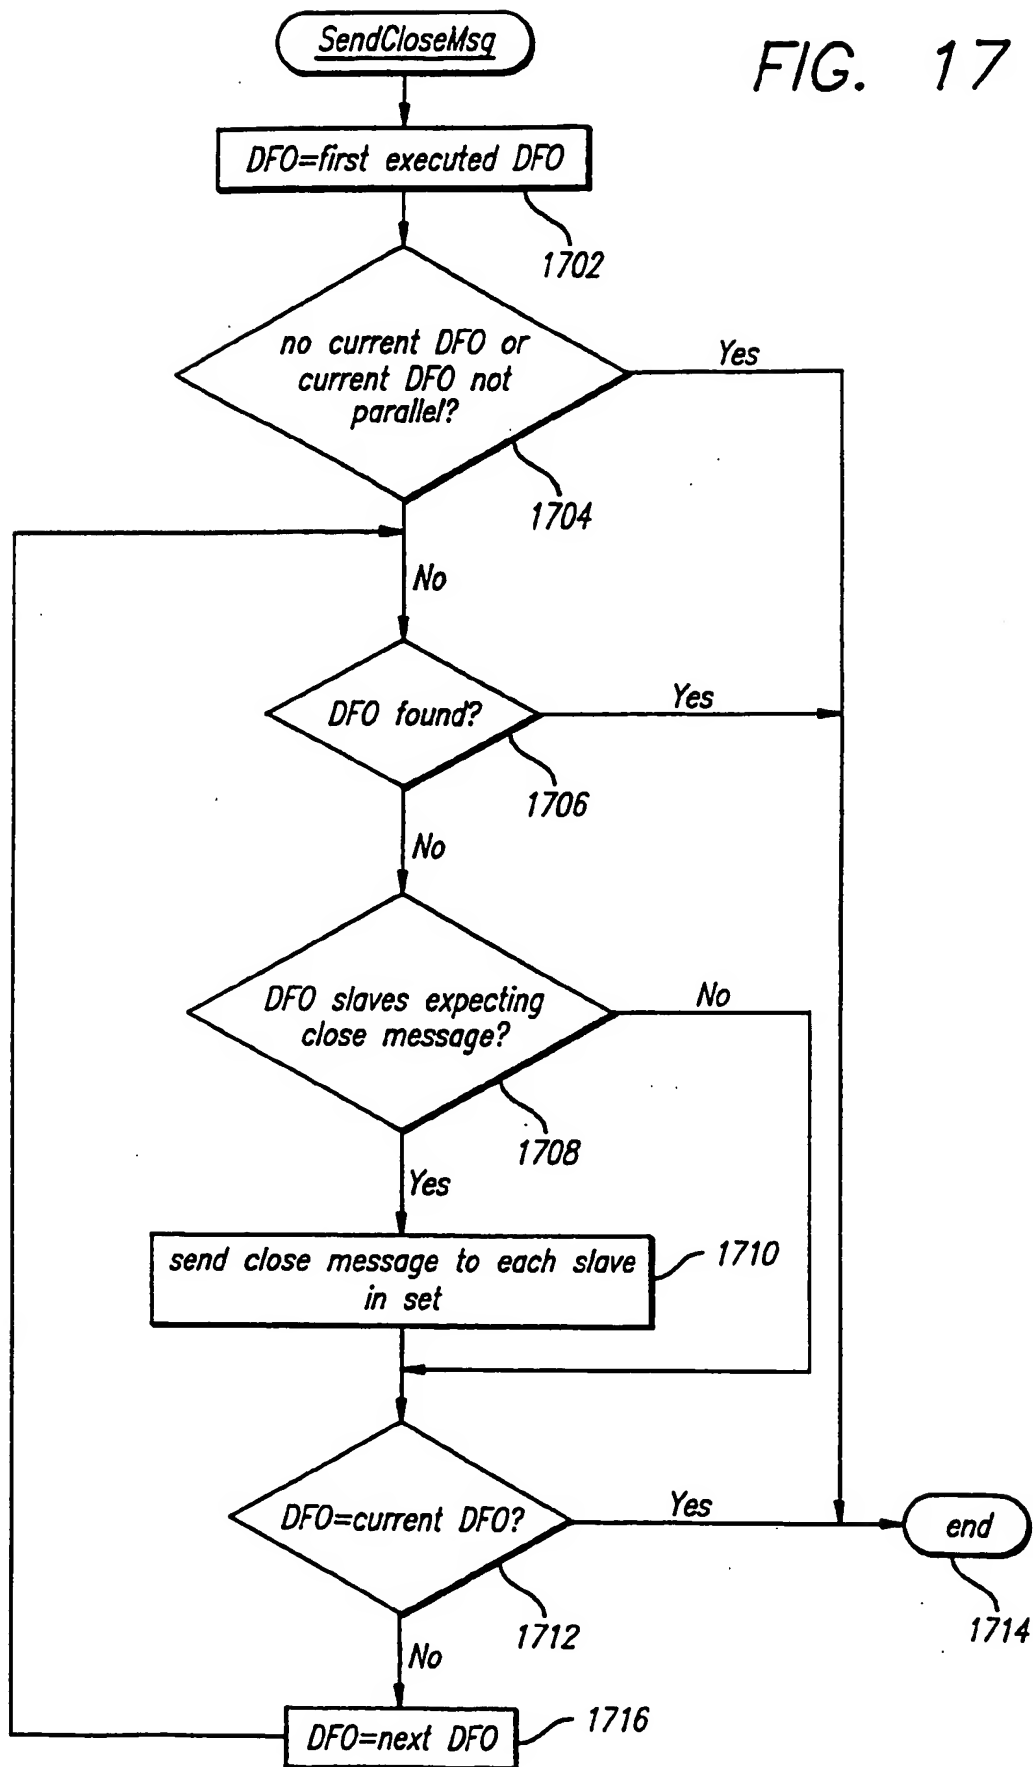 SendCloseMsg
FIG. 17
DFO=first executed DFO
1702
no current DFO or
current DFO not
parallel?
Yes
1704
No
DFO found?
Yes
1706
No
DFO slaves expecting
close message?
No
1708
Yes
send close message to each slave
in set
1710
DFO=current DFO?
Yes
end
1712
1714
No
DFO=next DFO
1716